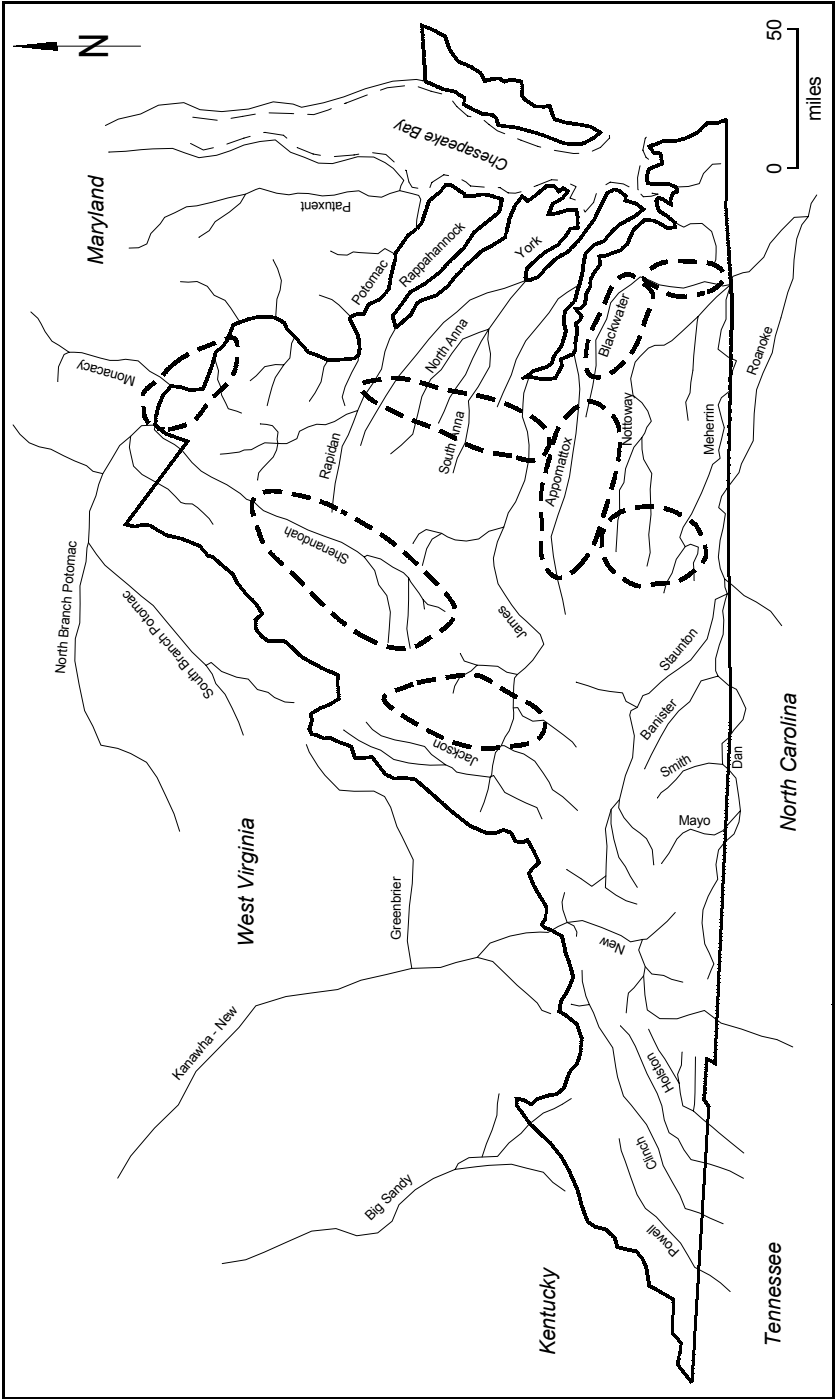 N
50
0
miles
Maryland
Chesapeake Bay
Patuxent
Potomac
Rappahannock
York
Monacacy
North Anna
South Anna
Rapidan
Blackwater
Roanoke
Appomattox
Nottoway
Meherrin
North Branch Potomac
South Branch Potomac
Shenandoah
James
Staunton
Banister
Smith
Dan
Mayo
Jackson
North Carolina
West Virginia
Greenbrier
New
Kanawha - New
Holston
Clinch
Powell
Big Sandy
Kentucky
Tennessee